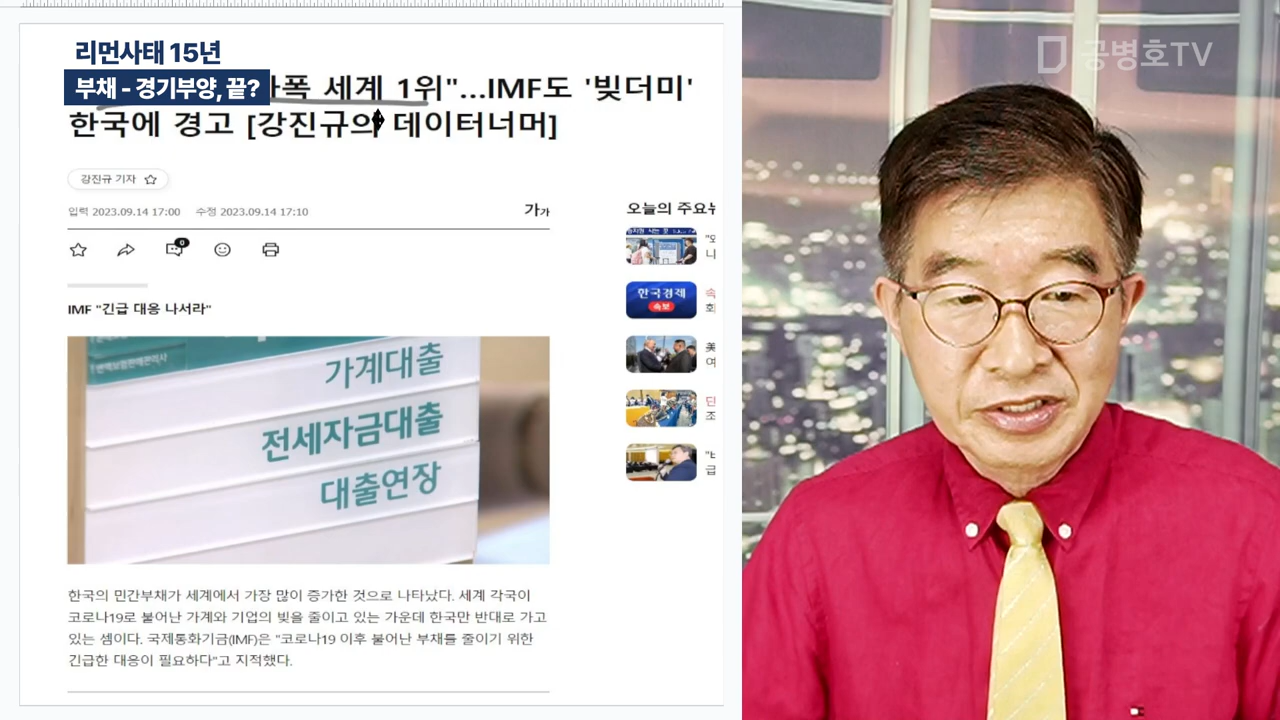 리먼사태 15년
부채 - 경기부양, 끝?
폭 세계 1위"...IMF도 '빚더미'
한국에 경고 [강진규의 데이터너머]
강진규 기자
입력 2023.09.14 17:00 수정 2023.09.14 17:10
가가
0
IMF "긴급 대응 나서라"
가계대출
전세자금대출
대출연장
한국의 민간부채가 세계에서 가장 많이 증가한 것으로 나타났다. 세계 각국이
코로나19로 불어난 가계와 기업의 빚을 줄이고 있는 가운데 한국만 반대로 가고
있는 셈이다. 국제통화기금(IMF)은 "코로나19 이후 불어난 부채를 줄이기 위한
긴급한 대응이 필요하다"고 지적했다.
오늘의 주요
니
한국경제
속보
속
회
美
여
단
조
급
공병호TV